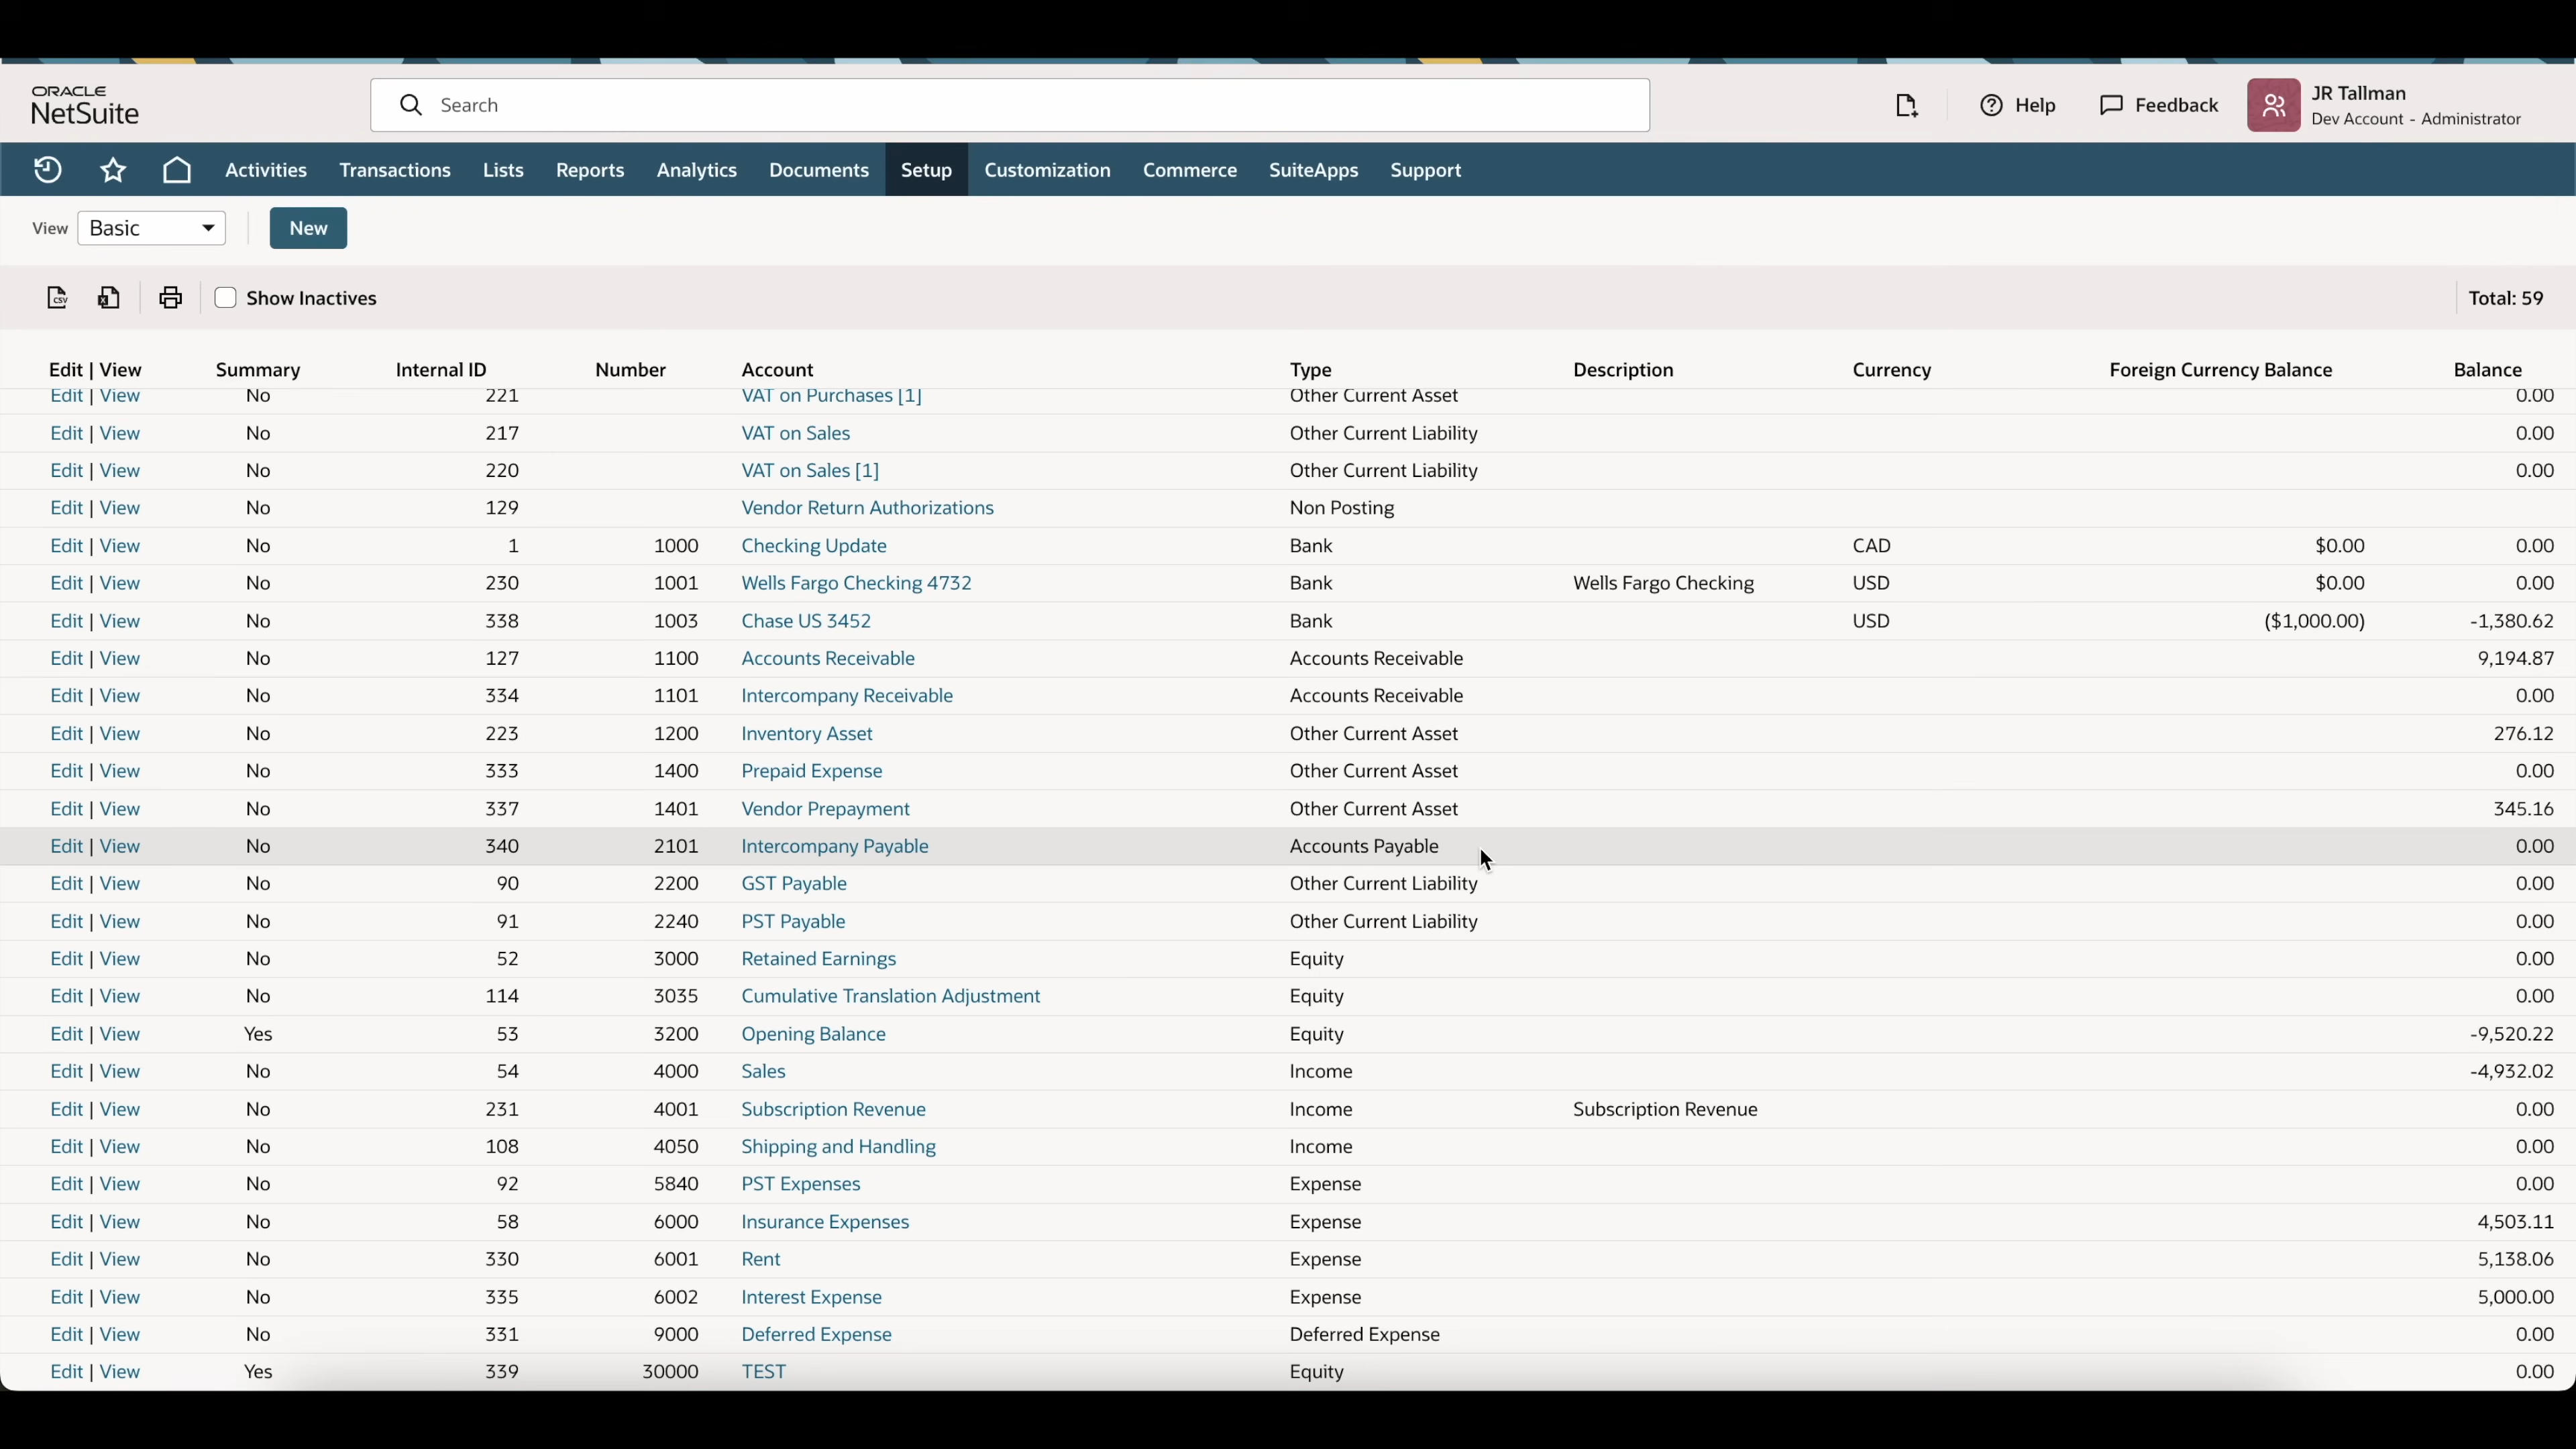 ORACLE
NetSuite
Search
Help
Feedback
JR Tallman
Dev Account - Administrator
Activities Transactions Lists Reports Analytics Documents Setup Customization Commerce SuiteApps Support
View Basic New
CSV Show Inactives Total: 59
Edit | View Summary Internal ID Number Account Type Description Currency Foreign Currency Balance Balance
Edit | View No 221 VAT on Purchases [1] Other Current Asset 0.00
Edit | View No 217 VAT on Sales Other Current Liability 0.00
Edit | View No 220 VAT on Sales [1] Other Current Liability 0.00
Edit | View No 129 Vendor Return Authorizations Non Posting
Edit | View No 1 1000 Checking Update Bank CAD $0.00 0.00
Edit | View No 230 1001 Wells Fargo Checking 4732 Bank Wells Fargo Checking USD $0.00 0.00
Edit | View No 338 1003 Chase US 3452 Bank USD ($1,000.00) -1,380.62
Edit | View No 127 1100 Accounts Receivable Accounts Receivable 9,194.87
Edit | View No 334 1101 Intercompany Receivable Accounts Receivable 0.00
Edit | View No 223 1200 Inventory Asset Other Current Asset 276.12
Edit | View No 333 1400 Prepaid Expense Other Current Asset 0.00
Edit | View No 337 1401 Vendor Prepayment Other Current Asset 345.16
Edit | View No 340 2101 Intercompany Payable Accounts Payable 0.00
Edit | View No 90 2200 GST Payable Other Current Liability 0.00
Edit | View No 91 2240 PST Payable Other Current Liability 0.00
Edit | View No 52 3000 Retained Earnings Equity 0.00
Edit | View No 114 3035 Cumulative Translation Adjustment Equity 0.00
Edit | View Yes 53 3200 Opening Balance Equity -9,520.22
Edit | View No 54 4000 Sales Income -4,932.02
Edit | View No 231 4001 Subscription Revenue Income Subscription Revenue 0.00
Edit | View No 108 4050 Shipping and Handling Income 0.00
Edit | View No 92 5840 PST Expenses Expense 0.00
Edit | View No 58 6000 Insurance Expenses Expense 4,503.11
Edit | View No 330 6001 Rent Expense 5,138.06
Edit | View No 335 6002 Interest Expense Expense 5,000.00
Edit | View No 331 9000 Deferred Expense Deferred Expense 0.00
Edit | View Yes 339 30000 TEST Equity 0.00